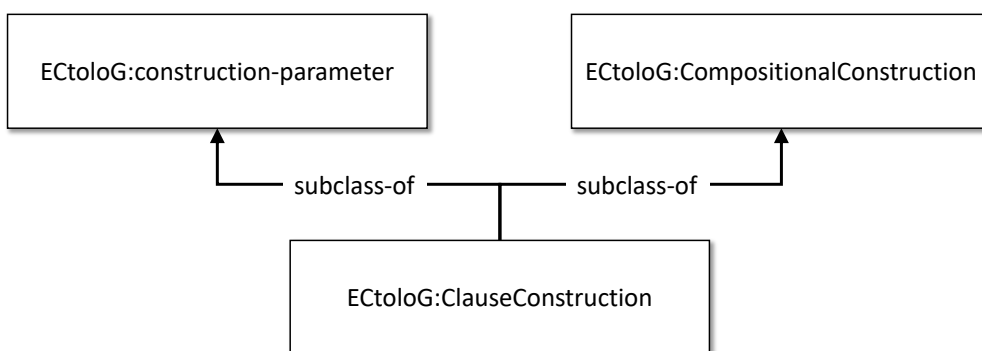 ECtoloG:construction-parameter
ECtoloG:CompositionalConstruction
subclass-of
subclass-of
ECtoloG:ClauseConstruction